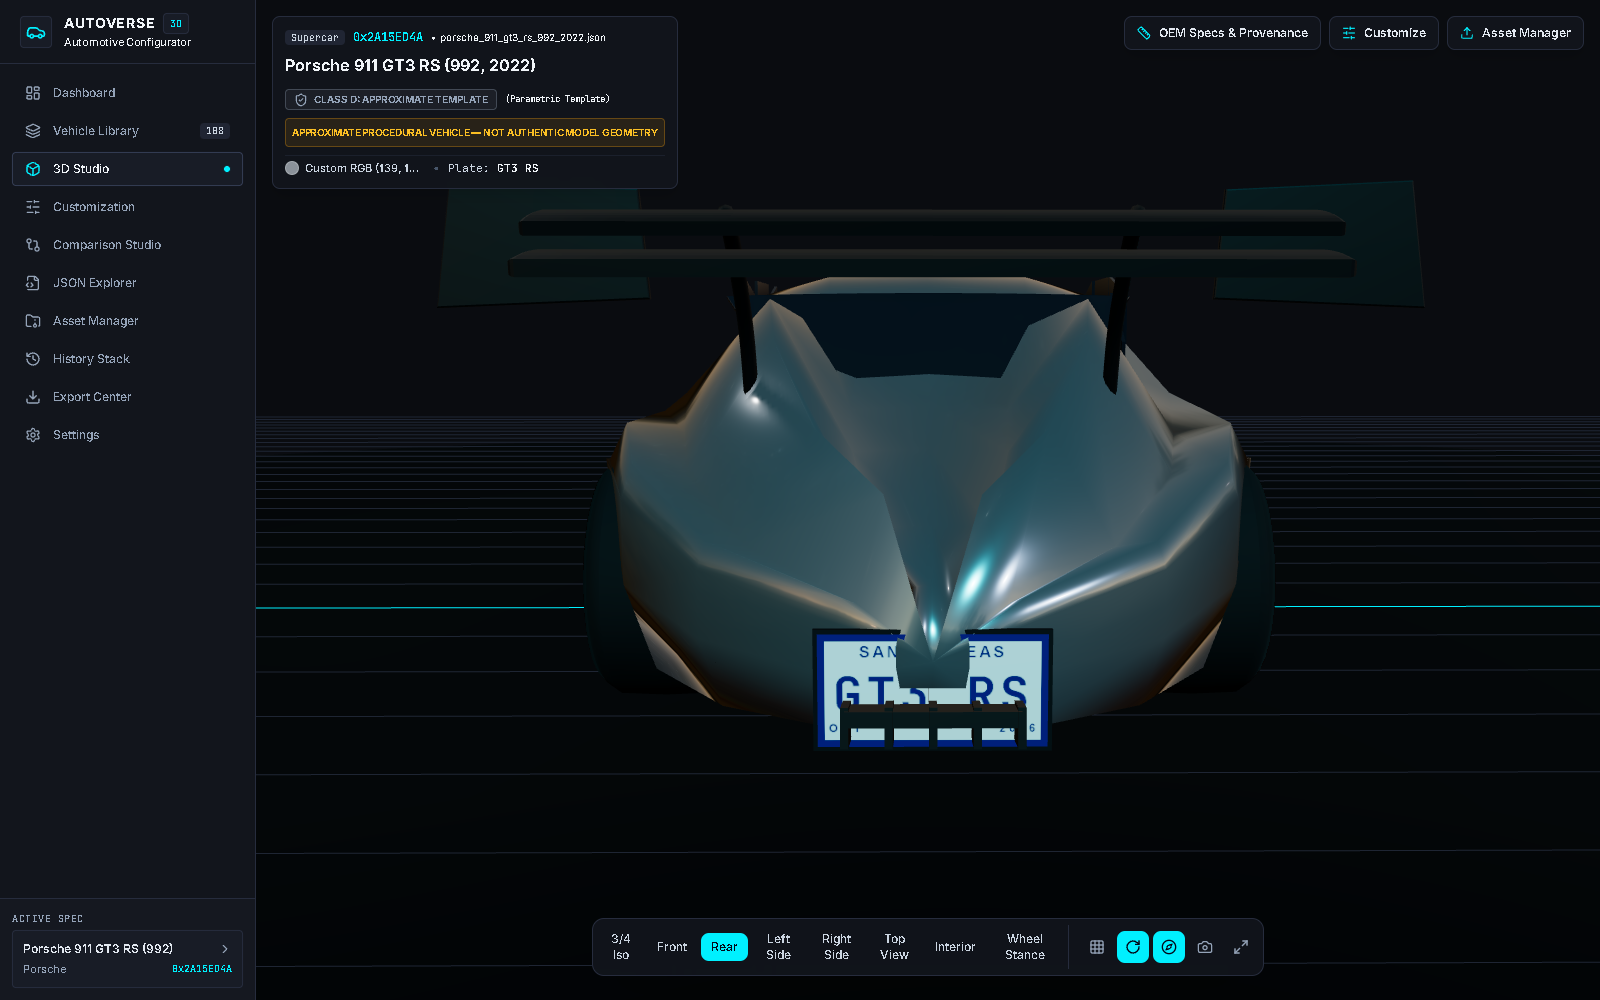 AUTOVERSE 3D
Automotive Configurator
Dashboard
Vehicle Library 188
3D Studio
Customization
Comparison Studio
JSON Explorer
Asset Manager
History Stack
Export Center
Settings
ACTIVE SPEC
Porsche 911 GT3 RS (992)
Porsche 0x2A15ED4A
Supercar 0x2A15ED4A • porsche_911_gt3_rs_992_2022.json
Porsche 911 GT3 RS (992, 2022)
CLASS D: APPROXIMATE TEMPLATE (Parametric Template)
APPROXIMATE PROCEDURAL VEHICLE — NOT AUTHENTIC MODEL GEOMETRY
Custom RGB (139, 1... • Plate: GT3 RS
OEM Specs & Provenance
Customize
Asset Manager
GT3 RS
3/4 Iso
Front
Rear
Left Side
Right Side
Top View
Interior
Wheel Stance